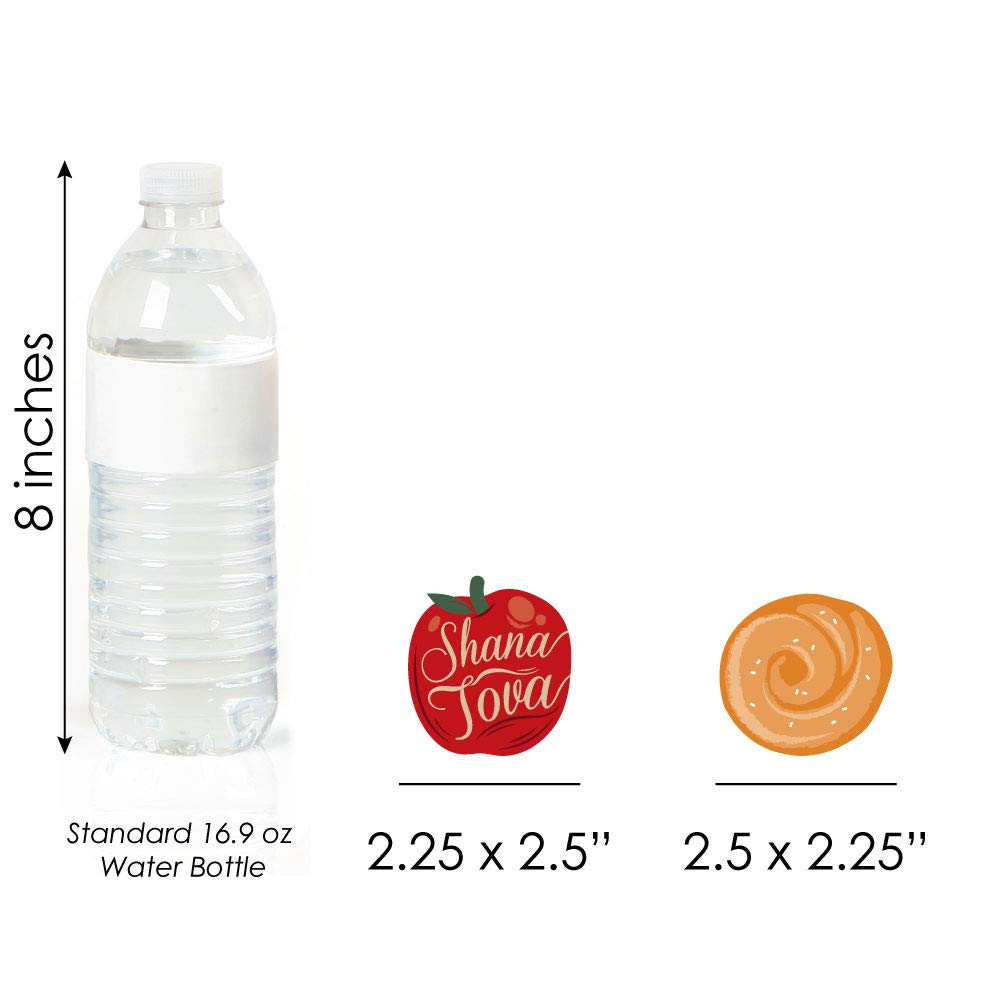 8 inches
Standard 16.9 oz
Water Bottle
Shana
Tova
2.25 x 2.5”
2.5 x 2.25”